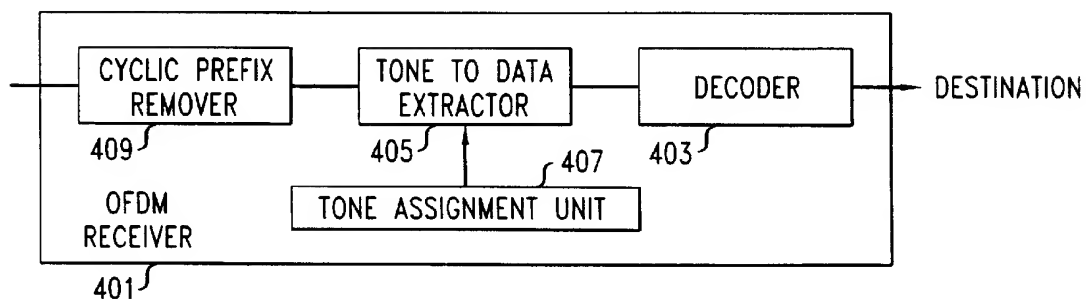 CYCLIC PREFIX
REMOVER
409
TONE TO DATA
EXTRACTOR
405
DECODER
403
DESTINATION
407
TONE ASSIGNMENT UNIT
OFDM
RECEIVER
401